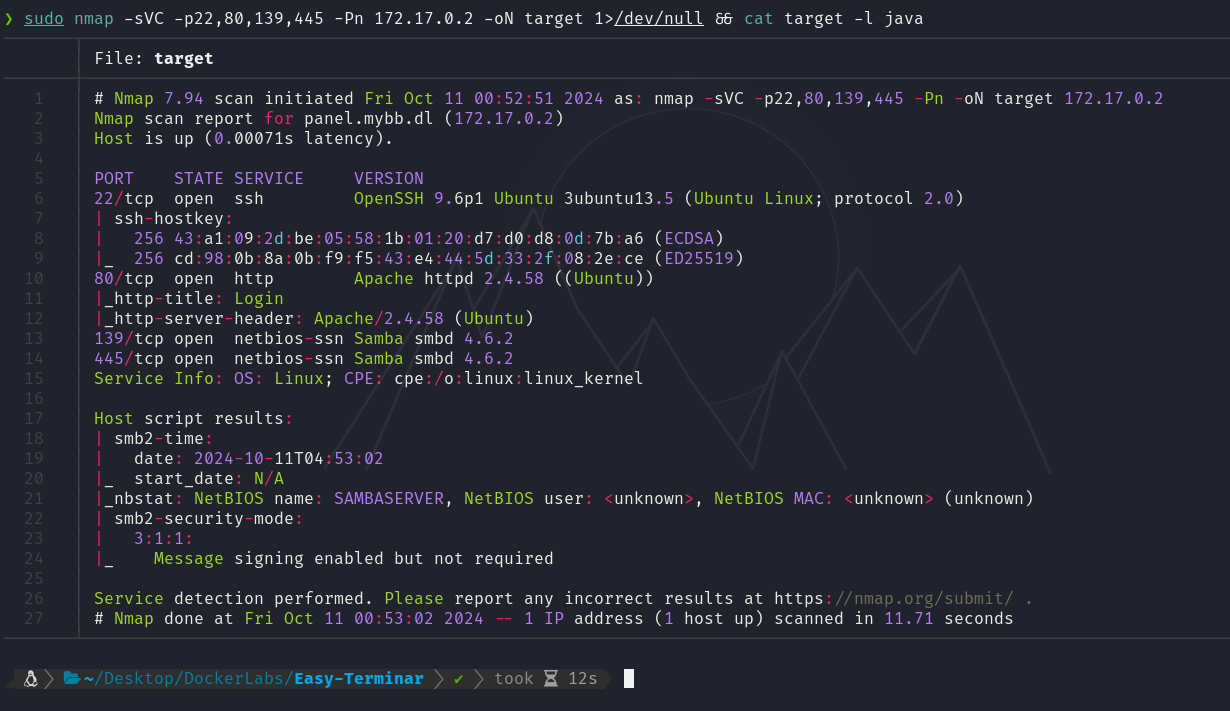 ❯ sudo nmap -sVC -p22,80,139,445 -Pn 172.17.0.2 -oN target 1>/dev/null && cat target -l java
File: target
1 # Nmap 7.94 scan initiated Fri Oct 11 00:52:51 2024 as: nmap -sVC -p22,80,139,445 -Pn -oN target 172.17.0.2
2 Nmap scan report for panel.mybb.dl (172.17.0.2)
3 Host is up (0.00071s latency).
4
5 PORT    STATE SERVICE     VERSION
6 22/tcp  open  ssh         OpenSSH 9.6p1 Ubuntu 3ubuntu13.5 (Ubuntu Linux; protocol 2.0)
7 | ssh-hostkey:
8 |   256 43:a1:09:2d:be:05:58:1b:01:20:d7:d0:d8:0d:7b:a6 (ECDSA)
9 |_  256 cd:98:0b:8a:0b:f9:f5:43:e4:44:5d:33:2f:08:2e:ce (ED25519)
10 80/tcp  open  http        Apache httpd 2.4.58 ((Ubuntu))
11 |_http-title: Login
12 |_http-server-header: Apache/2.4.58 (Ubuntu)
13 139/tcp open  netbios-ssn Samba smbd 4.6.2
14 445/tcp open  netbios-ssn Samba smbd 4.6.2
15 Service Info: OS: Linux; CPE: cpe:/o:linux:linux_kernel
16
17 Host script results:
18 | smb2-time:
19 |   date: 2024-10-11T04:53:02
20 |_  start_date: N/A
21 |_nbstat: NetBIOS name: SAMBASERVER, NetBIOS user: <unknown>, NetBIOS MAC: <unknown> (unknown)
22 | smb2-security-mode:
23 |   3:1:1:
24 |_    Message signing enabled but not required
25
26 Service detection performed. Please report any incorrect results at https://nmap.org/submit/ .
27 # Nmap done at Fri Oct 11 00:53:02 2024 -- 1 IP address (1 host up) scanned in 11.71 seconds
~/Desktop/DockerLabs/Easy-Terminar ✔ took 12s